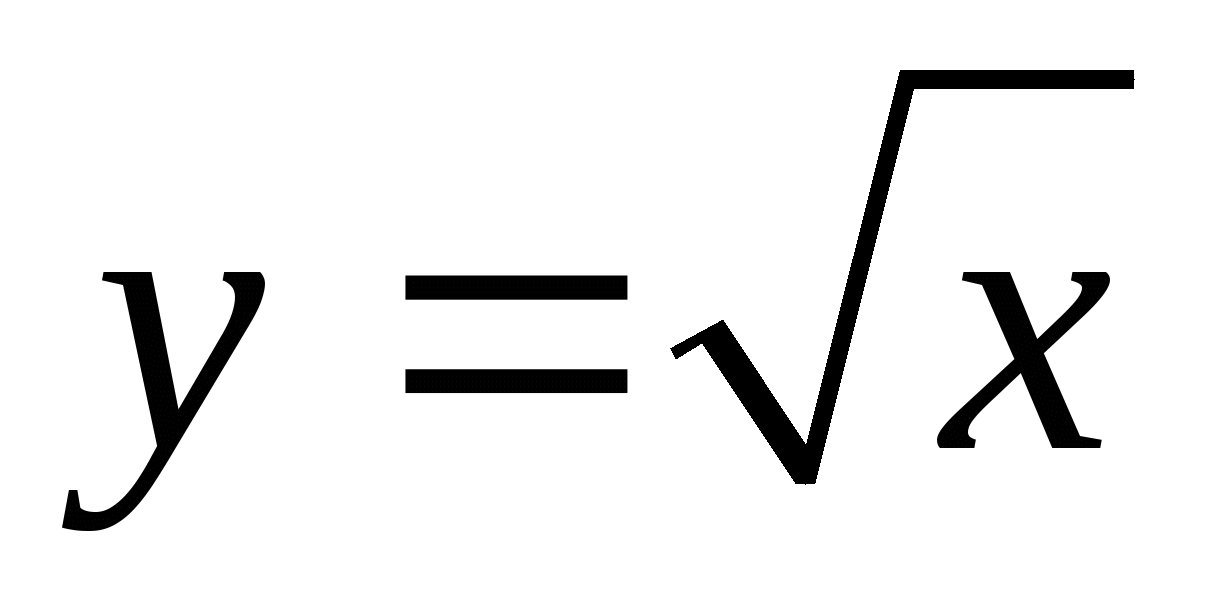 y = √x